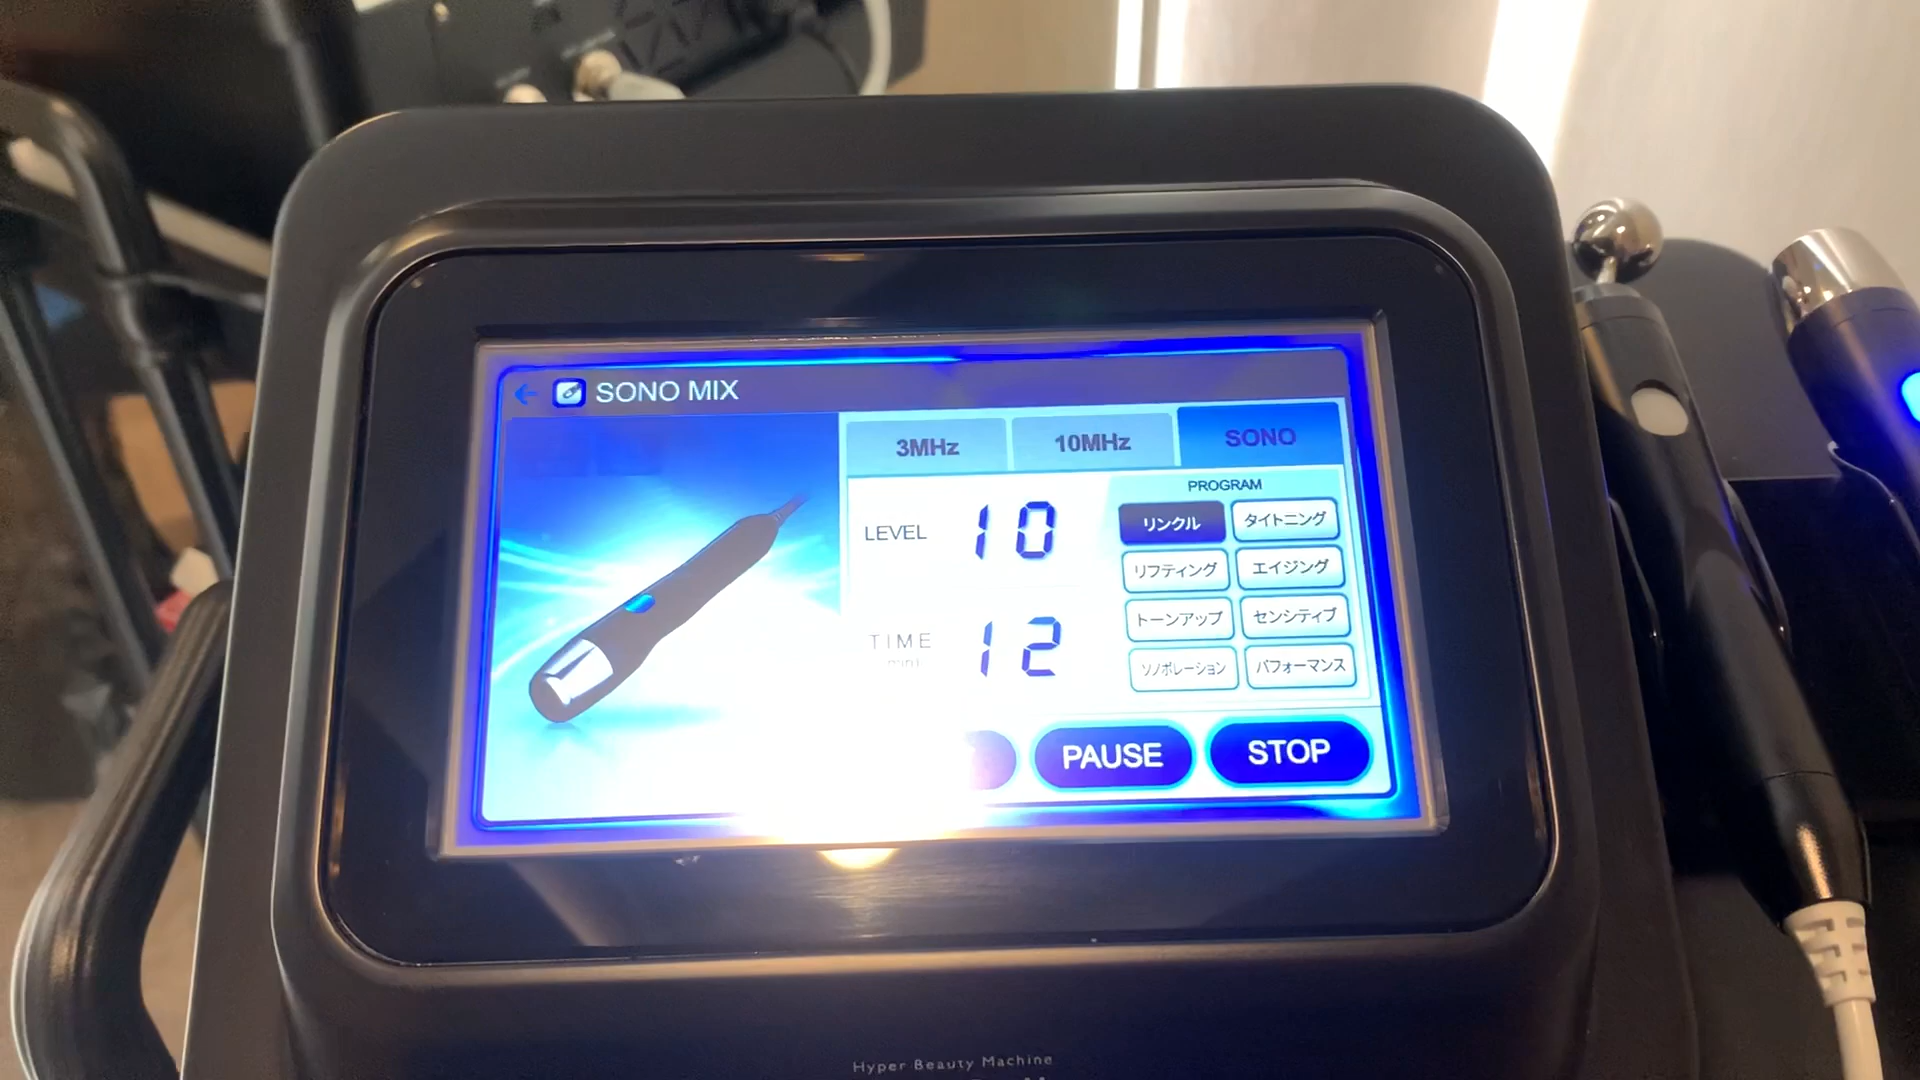 SONO MIX
3MHz
10MHz
SONO
LEVEL
10
TIME
(min)
12
PROGRAM
リンクル
タイトニング
リフティング
エイジング
トーンアップ
センシティブ
ソノポレーション
パフォーマンス
PAUSE
STOP
Hyper Beauty Machine